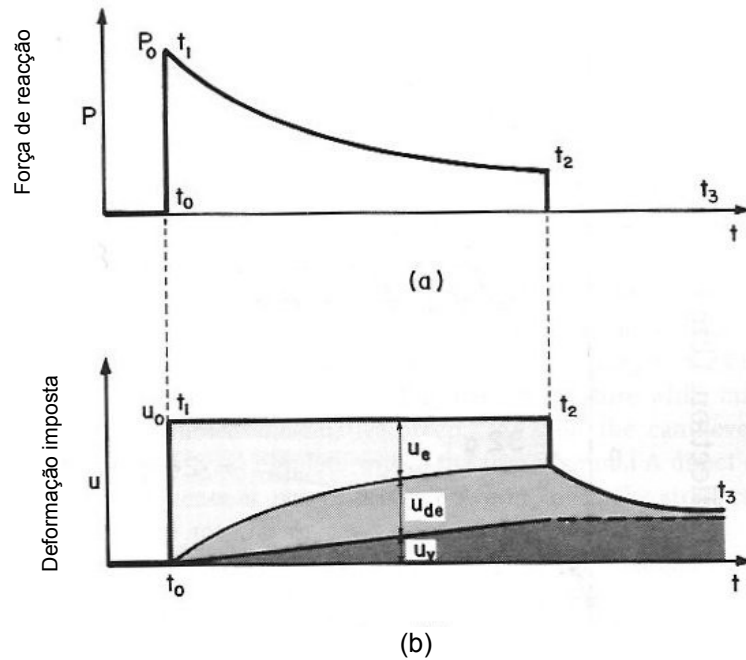 Força de reacção
P
P₀
t₁
t₀
t₂
t₃
t
(a)
Deformação imposta
u
u₀
t₁
t₂
uₑ
u_de
u_v
t₃
t₀
t
(b)